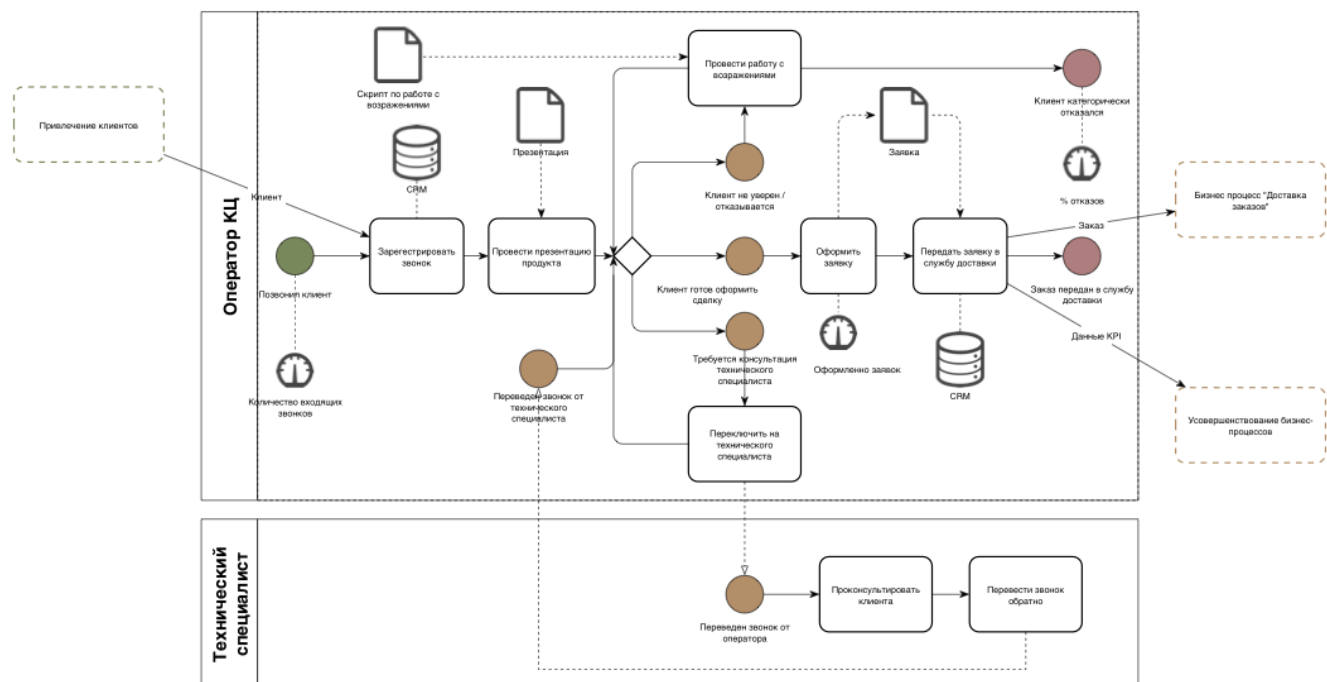 Оператор КЦ
Привлечение клиентов
Клиент
Скрипт по работе с
возражениями
CRM
Презентация
Провести работу с
возражениями
Клиент категорически
отказался
% отказов
Заявка
Клиент не уверен /
отказывается
Бизнес процесс "Доставка
заказов"
Заказ
Позвонил клиент
Зарегестрировать
звонок
Провести презентацию
продукта
Клиент готов оформить
сделку
Оформить
заявку
Передать заявку в
службу доставки
Заказ передан в службу
доставки
Данные KPI
Количество входящих
звонков
Переведен звонок от
технического
специалиста
Требуется консультация
технического
специалиста
Оформленно заявок
CRM
Усовершенствование бизнес-
процессов
Переключить на
технического
специалиста
Технический
специалист
Переведен звонок от
оператора
Проконсультировать
клиента
Перевести звонок
обратно